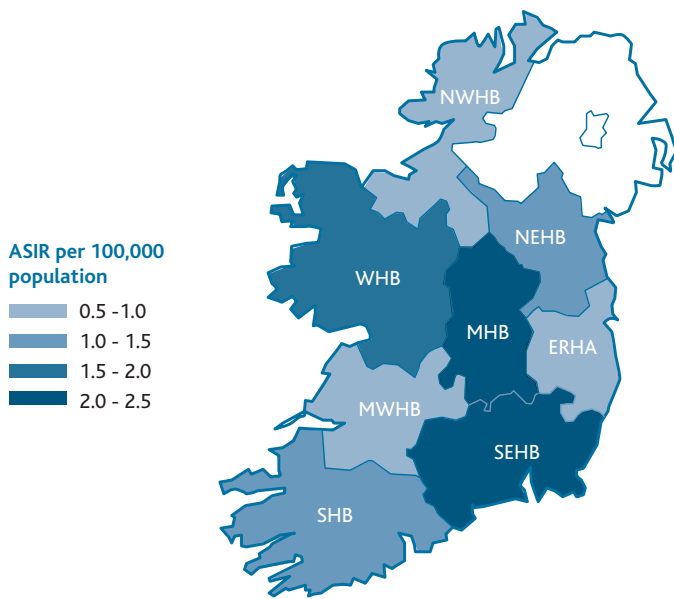 ASIR per 100,000
population
0.5 -1.0
1.0 - 1.5
1.5 - 2.0
2.0 - 2.5
NWHB
NEHB
WHB
MHB
ERHA
MWHB
SEHB
SHB